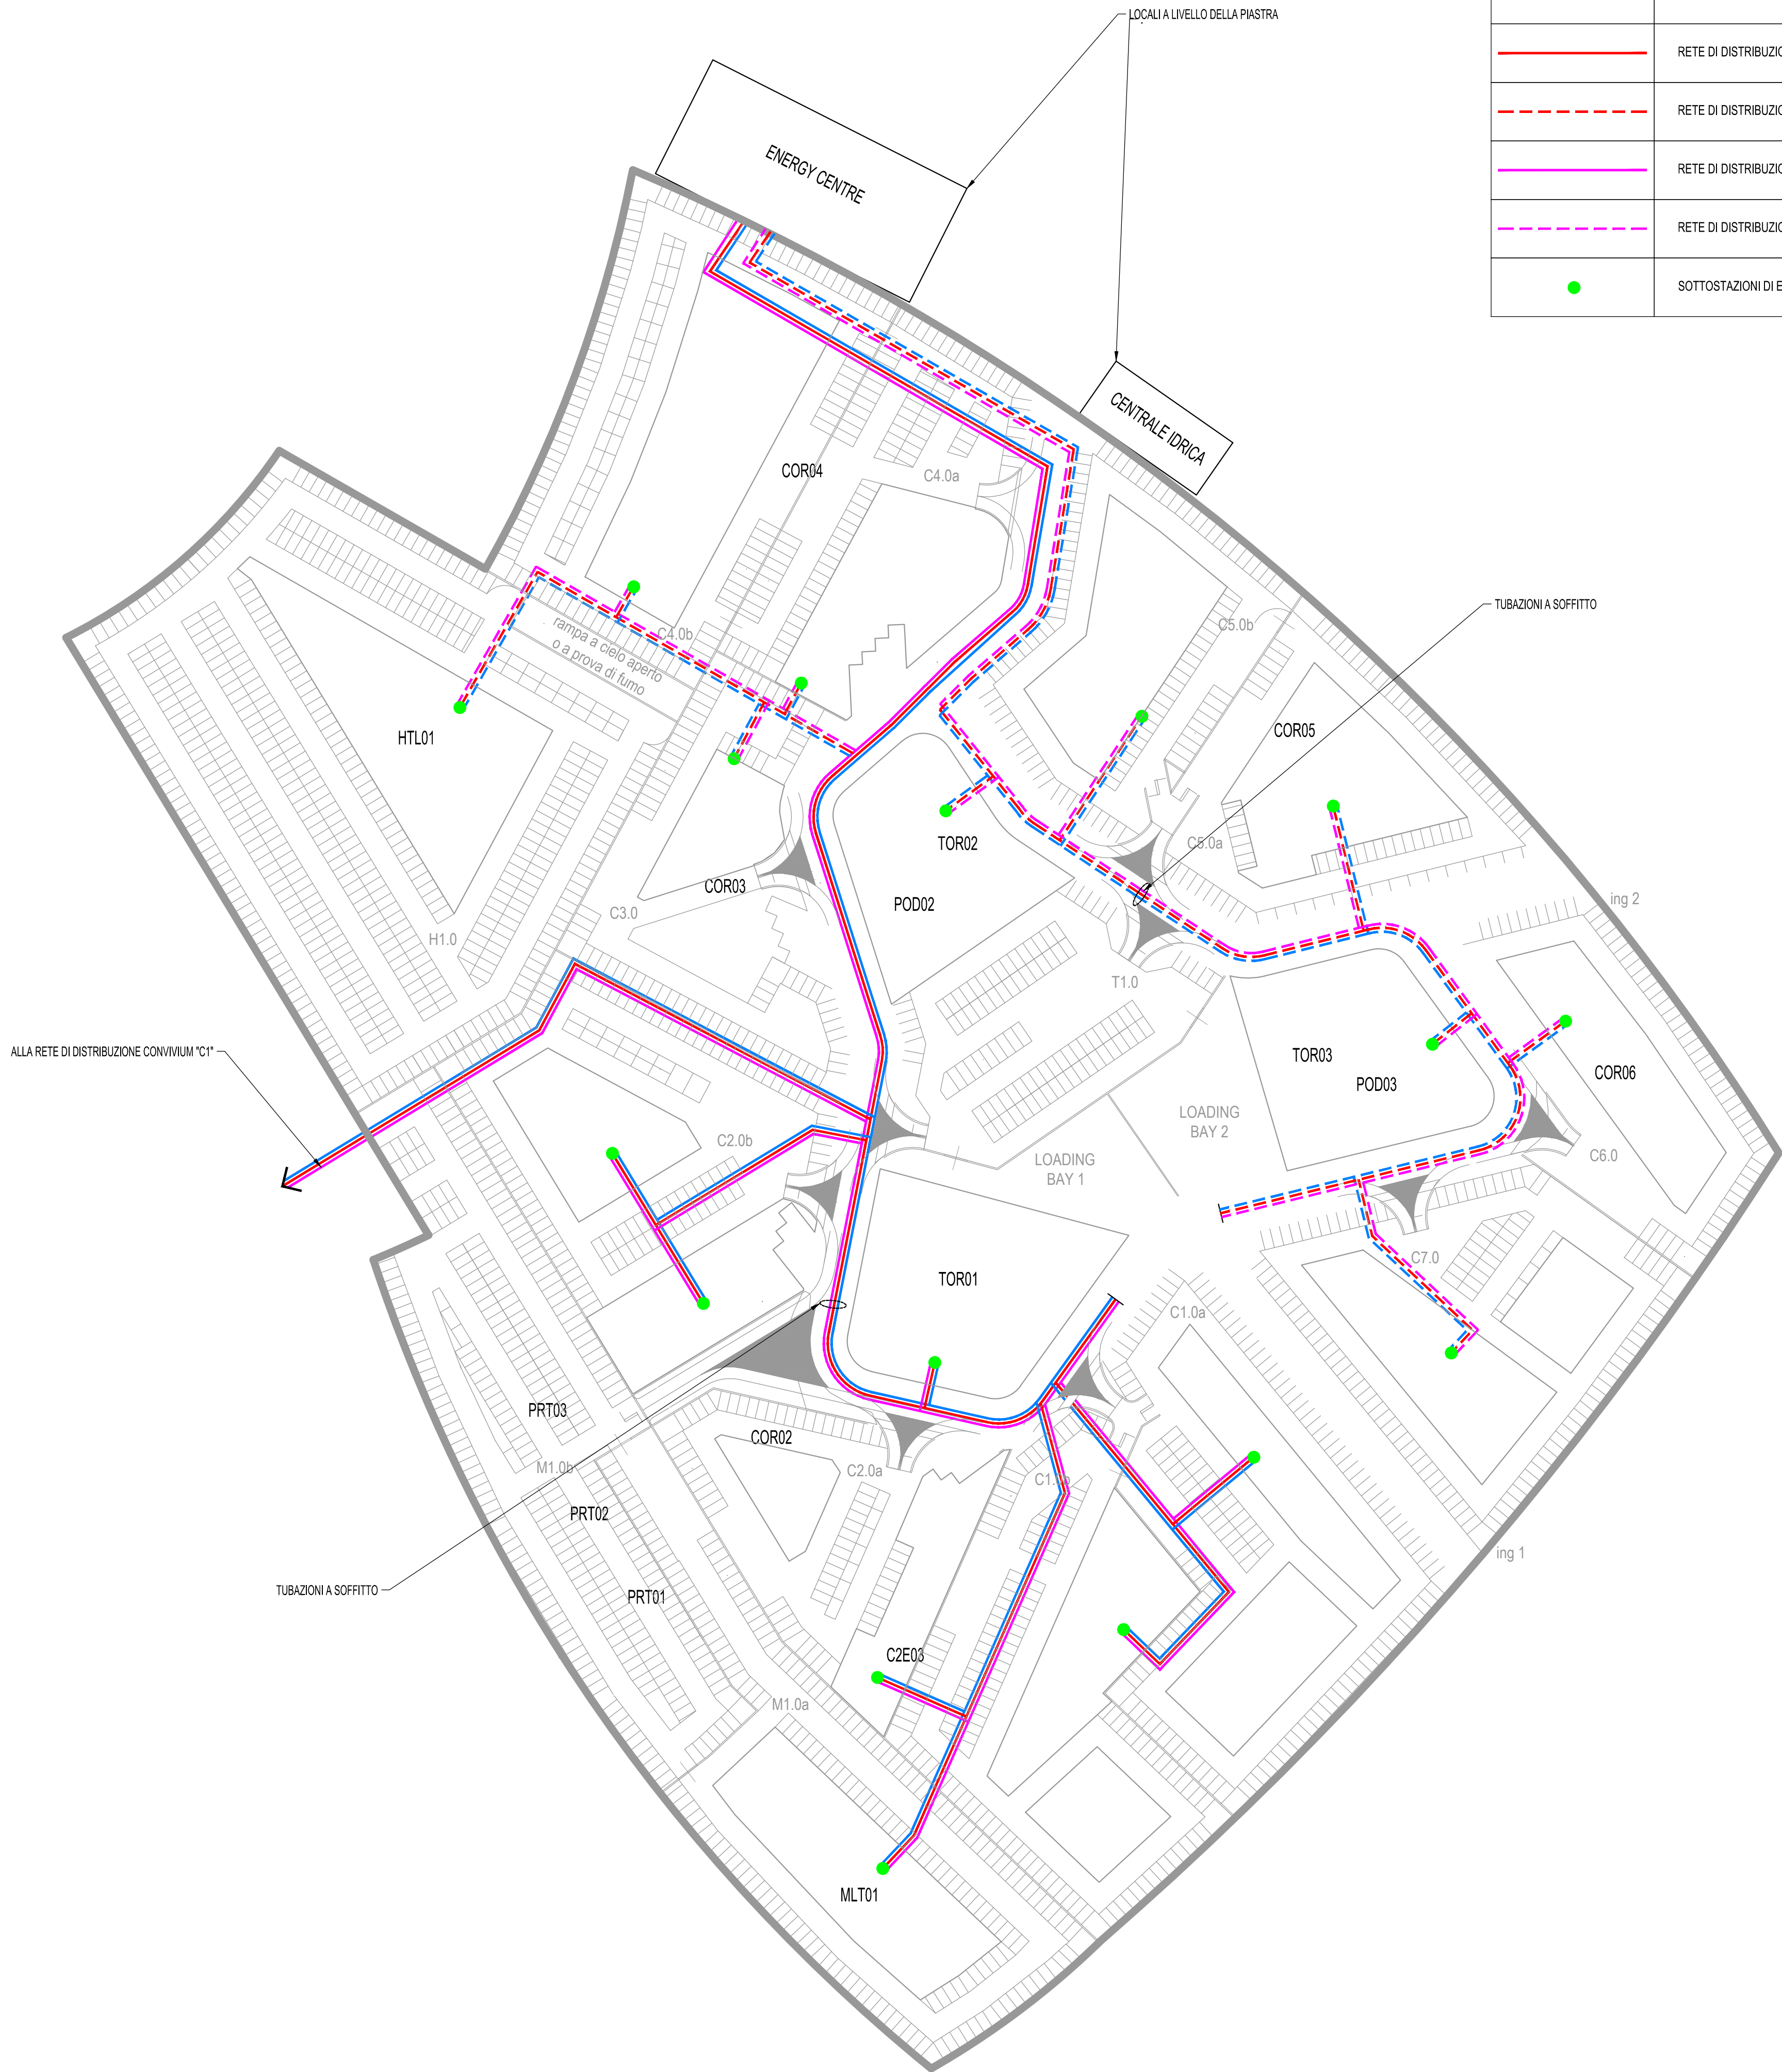 LOCALI A LIVELLO DELLA PIASTRA
RETE DI DISTRIBUZIO
RETE DI DISTRIBUZIO
RETE DI DISTRIBUZIO
RETE DI DISTRIBUZIO
SOTTOSTAZIONI DI E
ENERGY CENTRE
CENTRALE IDRICA
COR04
C4.0a
TUBAZIONI A SOFFITTO
C5.0b
C4.0b
rampa a cielo aperto
o a prova di fumo
HTL01
COR05
TOR02
C5.0a
COR03
POD02
ing 2
C3.0
H1.0
T1.0
ALLA RETE DI DISTRIBUZIONE CONVIVIUM "C1"
TOR03
POD03
COR06
LOADING
BAY 2
C2.0b
LOADING
BAY 1
C6.0
C7.0
TOR01
C1.0a
PRT03
COR02
M1.0b
C2.0a
PRT02
ing 1
TUBAZIONI A SOFFITTO
PRT01
C2E03
M1.0a
MLT01